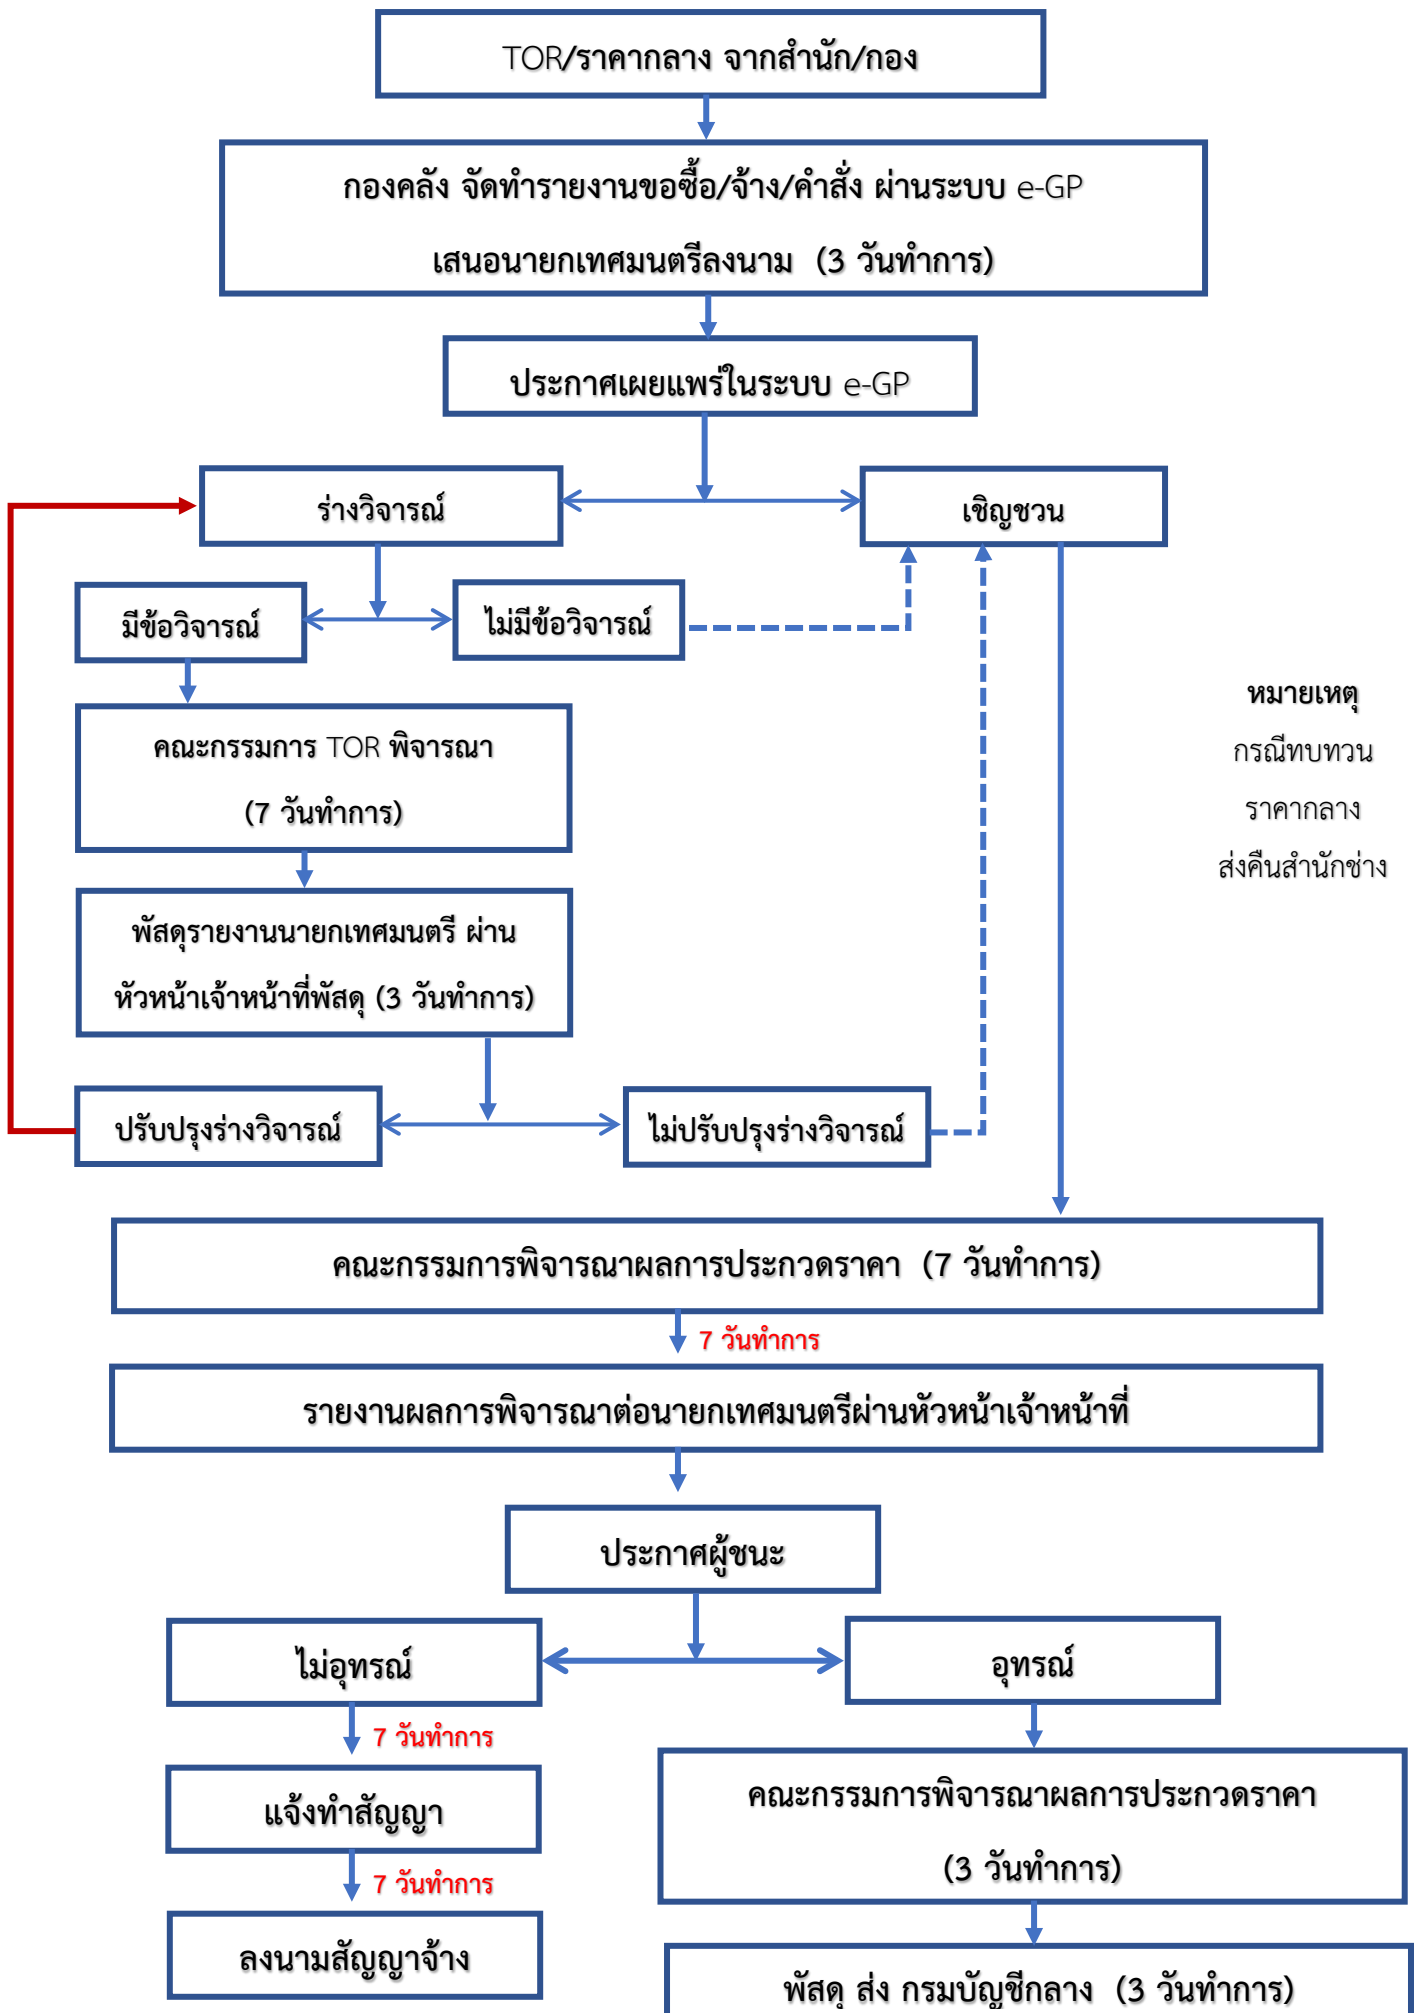 TOR/ราคากลาง จากสำนัก/กอง
กองคลัง จัดทำรายงานขอซื้อ/จ้าง/คำสั่ง ผ่านระบบ e-GP
เสนอนายกเทศมนตรีลงนาม (3 วันทำการ)
ประกาศเผยแพร่ในระบบ e-GP
ร่างวิจารณ์
เชิญชวน
มีข้อวิจารณ์
ไม่มีข้อวิจารณ์
คณะกรรมการ TOR พิจารณา
(7 วันทำการ)
หมายเหตุ
กรณีทบทวน
ราคากลาง
ส่งคืนสำนักช่าง
พัสดุรายงานนายกเทศมนตรี ผ่าน
หัวหน้าเจ้าหน้าที่พัสดุ (3 วันทำการ)
ปรับปรุงร่างวิจารณ์
ไม่ปรับปรุงร่างวิจารณ์
คณะกรรมการพิจารณาผลการประกวดราคา (7 วันทำการ)
7 วันทำการ
รายงานผลการพิจารณาต่อนายกเทศมนตรีผ่านหัวหน้าเจ้าหน้าที่
ประกาศผู้ชนะ
ไม่อุทรณ์
อุทรณ์
7 วันทำการ
แจ้งทำสัญญา
คณะกรรมการพิจารณาผลการประกวดราคา
(3 วันทำการ)
7 วันทำการ
ลงนามสัญญาจ้าง
พัสดุ ส่ง กรมบัญชีกลาง (3 วันทำการ)